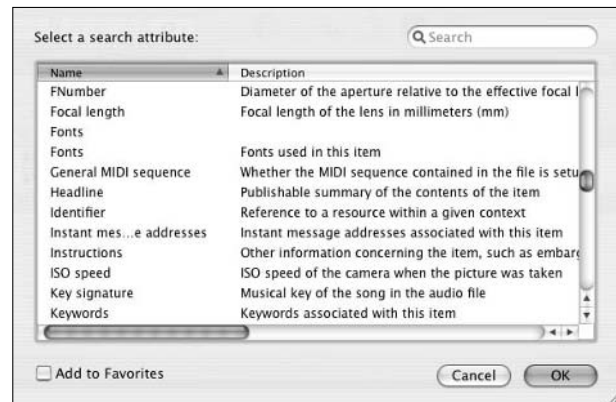 Select a search attribute:
Search
Name Description
FNumber Diameter of the aperture relative to the effective focal l
Focal length Focal length of the lens in millimeters (mm)
Fonts
Fonts Fonts used in this item
General MIDI sequence Whether the MIDI sequence contained in the file is setu
Headline Publishable summary of the contents of the item
Identifier Reference to a resource within a given context
Instant mes...e addresses Instant message addresses associated with this item
Instructions Other information concerning the item, such as embarg
ISO speed ISO speed of the camera when the picture was taken
Key signature Musical key of the song in the audio file
Keywords Keywords associated with this item
Add to Favorites
Cancel OK